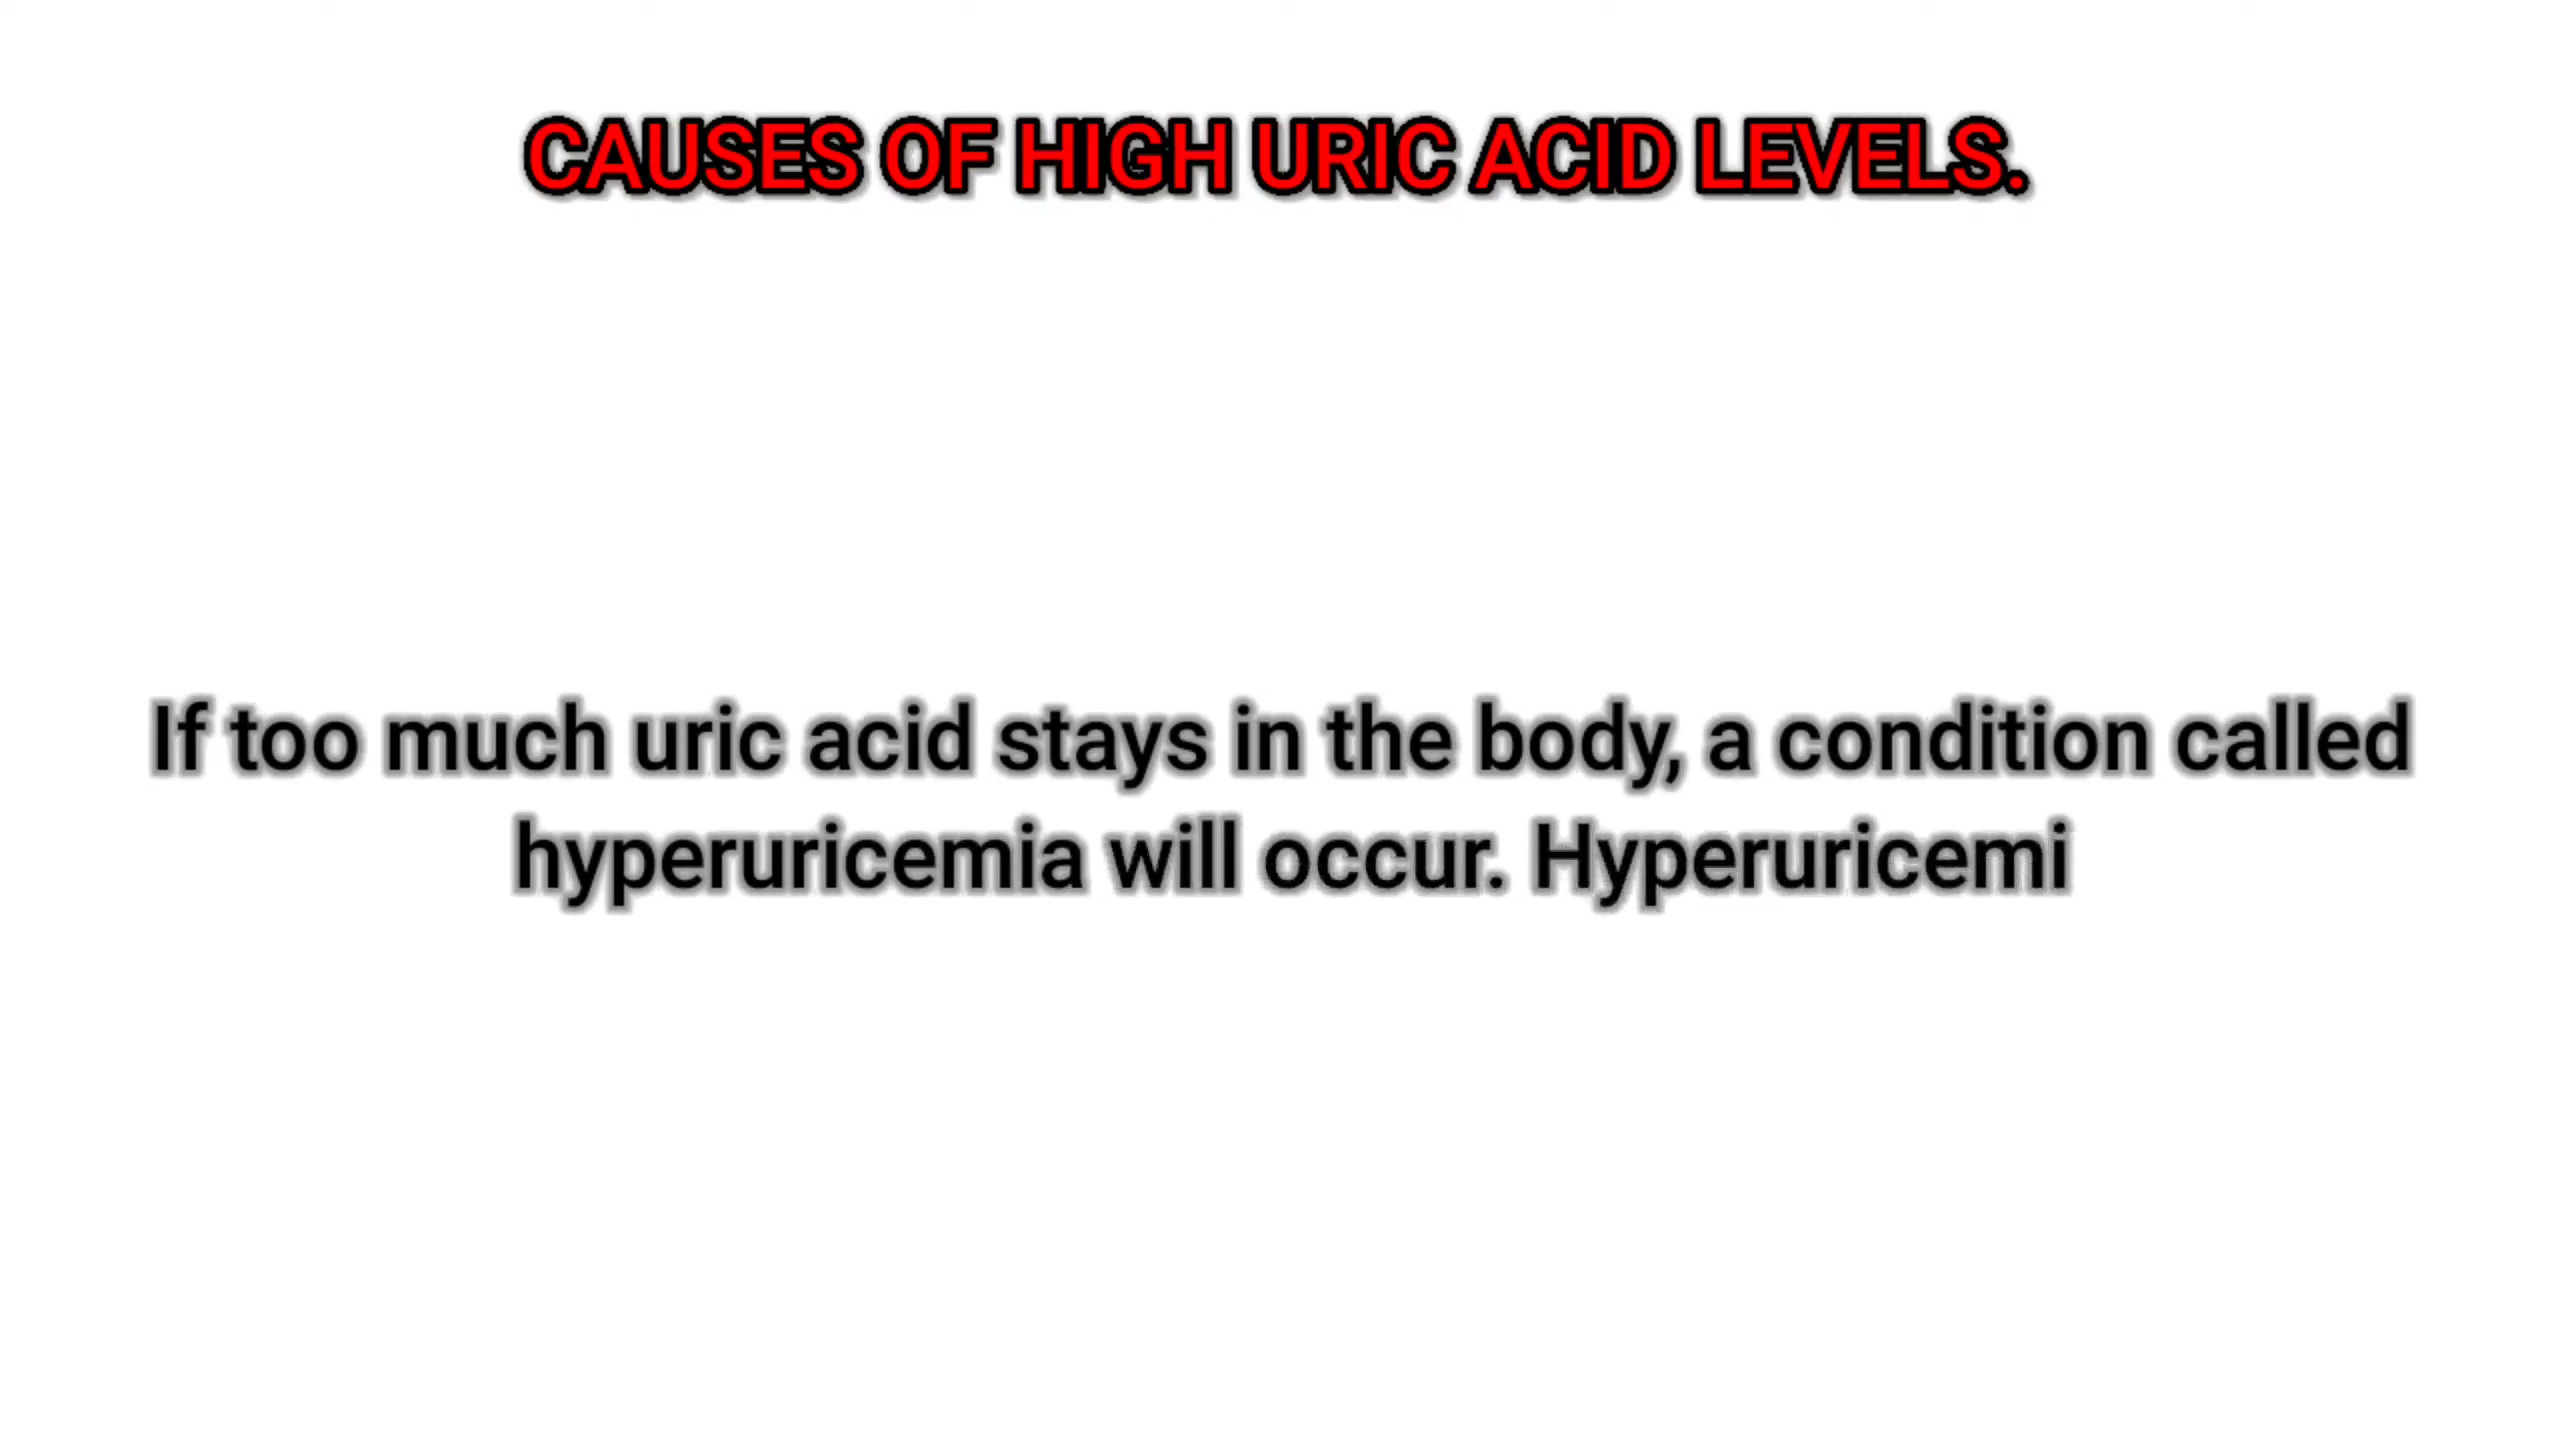 CAUSES OF HIGH URIC ACID LEVELS.
If too much uric acid stays in the body, a condition called
hyperuricemia will occur. Hyperuricemi